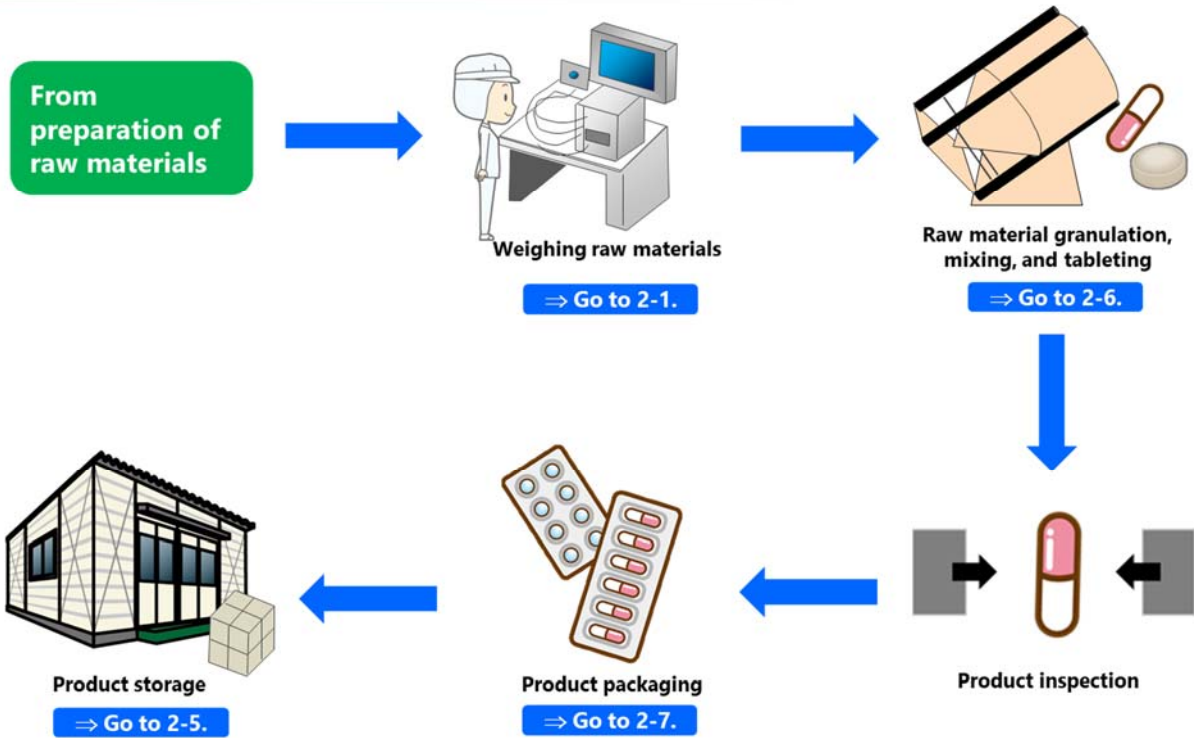 From
preparation of
raw materials
Weighing raw materials
⇒ Go to 2-1.
Raw material granulation,
mixing, and tableting
⇒ Go to 2-6.
Product inspection
Product packaging
⇒ Go to 2-7.
Product storage
⇒ Go to 2-5.